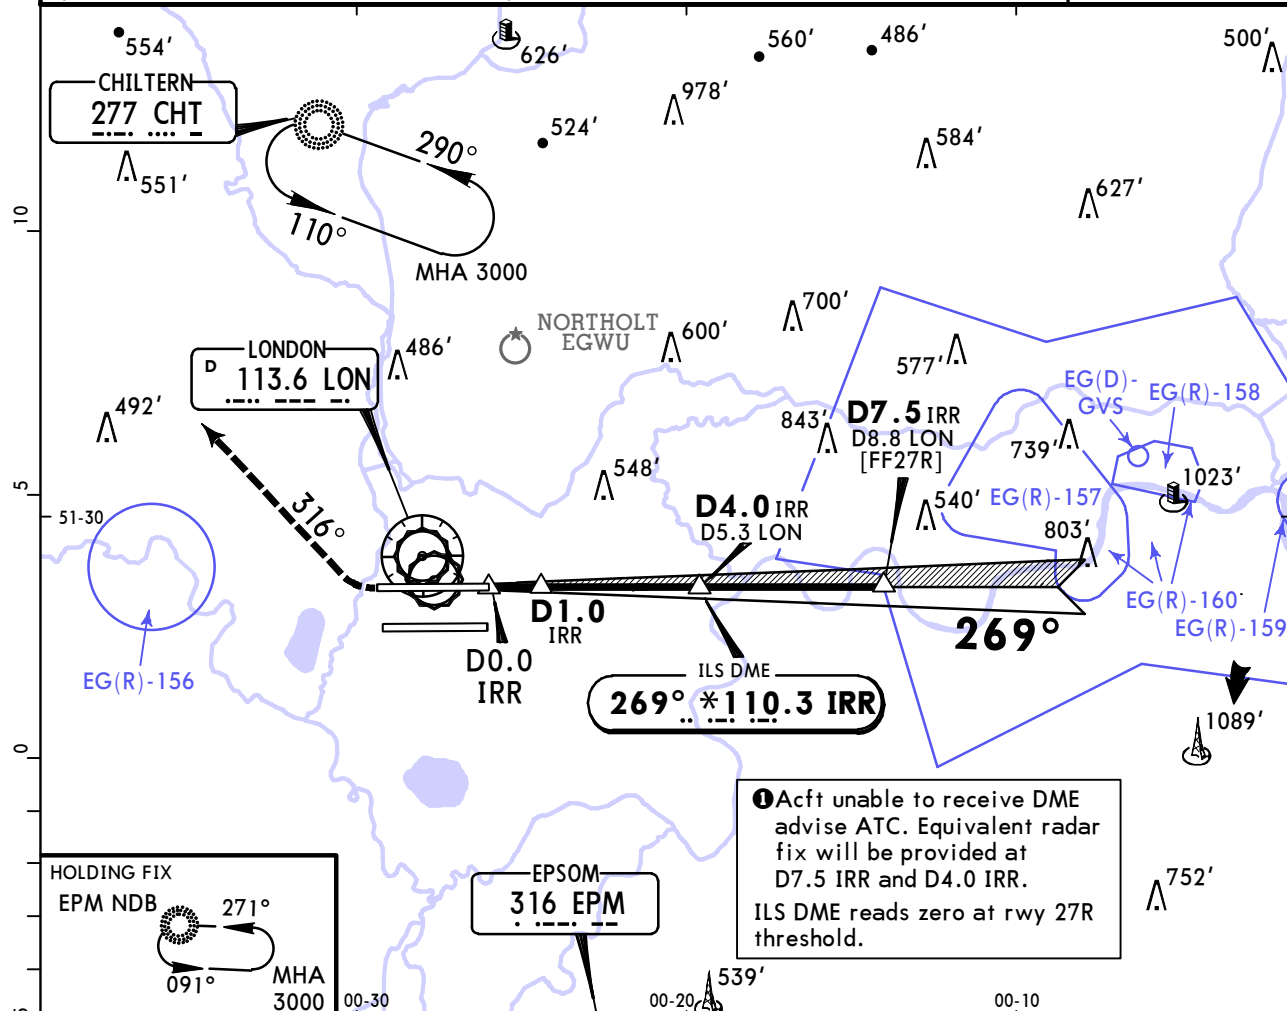 554'
626'
560'
486'
500'
CHILTERN
277 CHT
978'
524'
290°
584'
551'
627'
110°
10
MHA 3000
700'
NORTHOLT
EGWU
600'
LONDON
D 113.6 LON
486'
577'
EG(D)-
GVS
EG(R)-158
492'
843'
D7.5 IRR
D8.8 LON
[FF27R]
739'
548'
1023'
5
51-30
316°
D4.0 IRR
D5.3 LON
540'
EG(R)-157
803'
D1.0
IRR
EG(R)-160
EG(R)-159
269°
D0.0
IRR
EG(R)-156
ILS DME
269° *110.3 IRR
1089'
0
1 Acft unable to receive DME
advise ATC. Equivalent radar
fix will be provided at
D7.5 IRR and D4.0 IRR.
ILS DME reads zero at rwy 27R
threshold.
HOLDING FIX
EPM NDB
271°
091°
MHA
3000
EPSOM
316 EPM
752'
539'
00-30
00-20
00-10